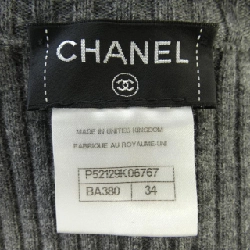 CHANEL
MADE IN UNITED KINGDOM
FABRIQUE AU ROYAUME-UNI
P52129K06767
BA380 34